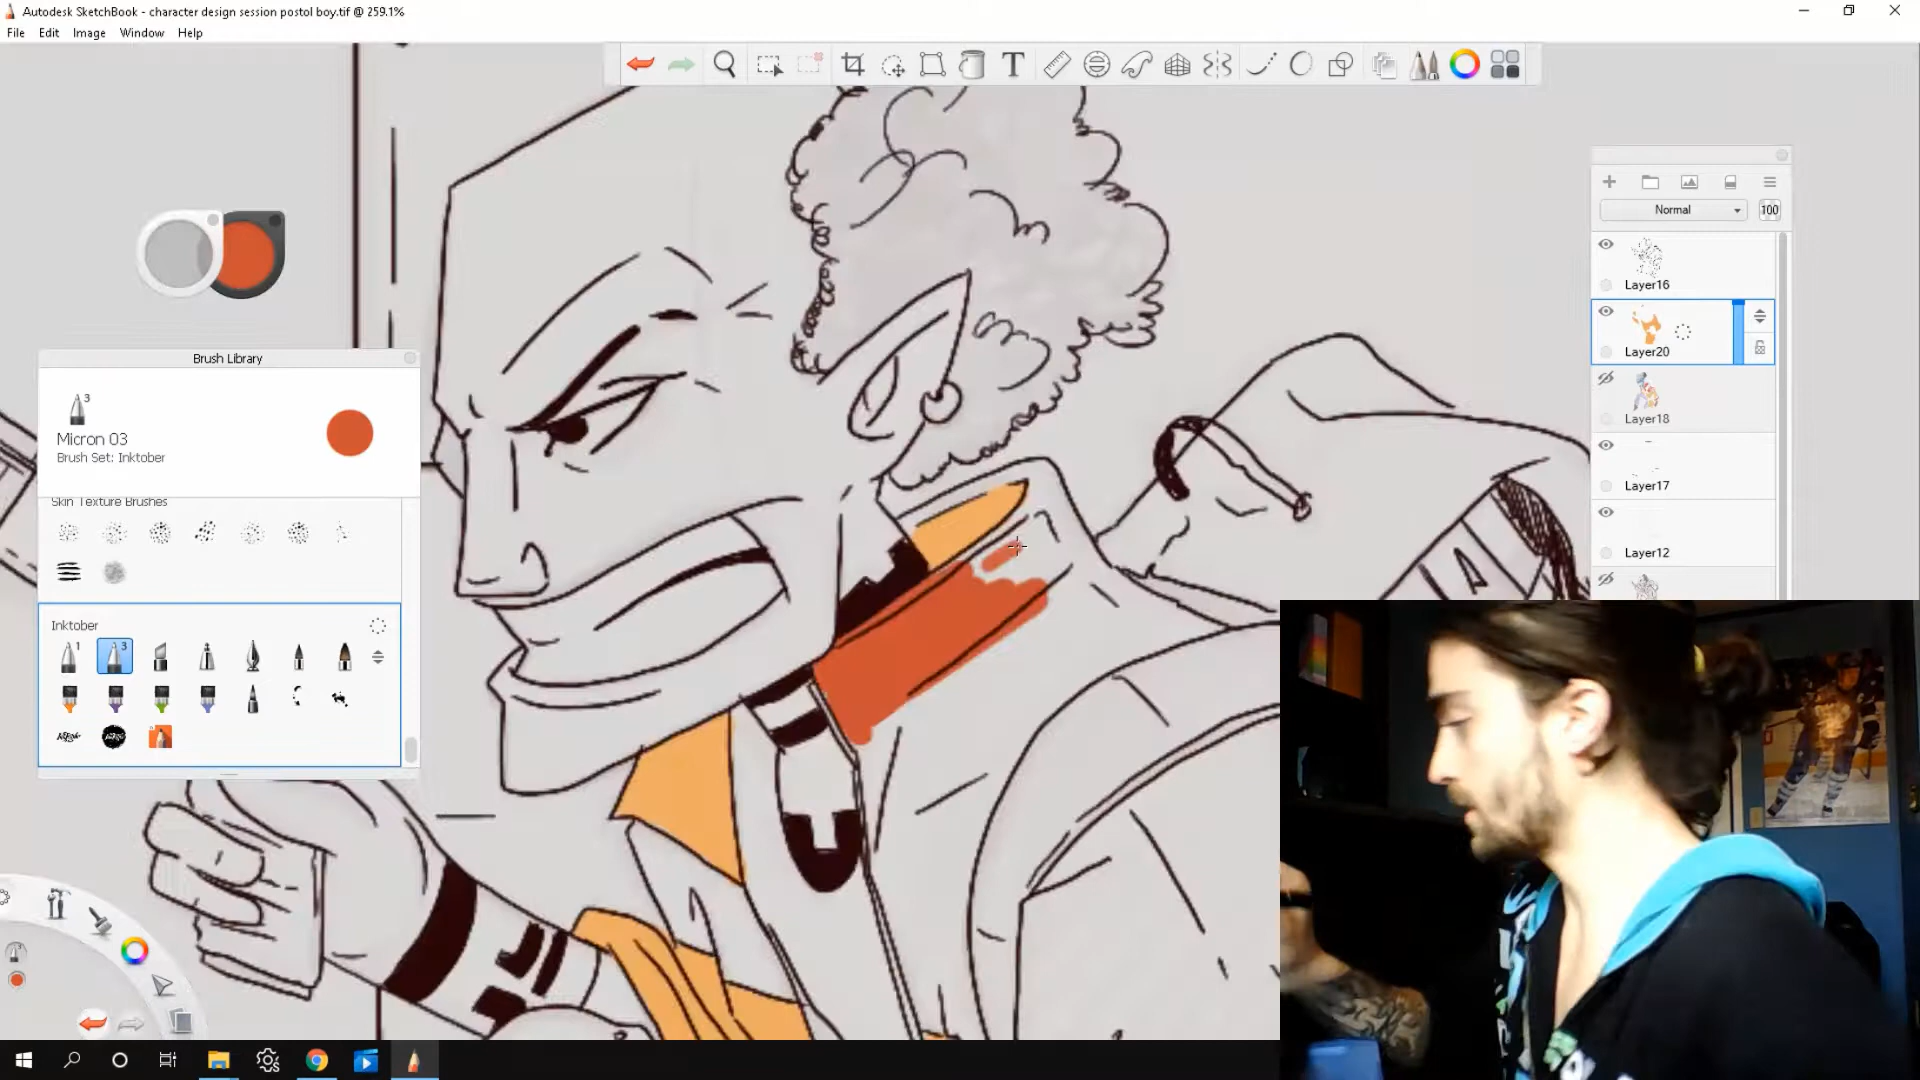 Autodesk SketchBook - character design session postol boy.tif @ 259.1%
File Edit Image Window Help
T
Normal 100
Layer16
Layer20
Layer18
Layer17
Layer12
Brush Library
3
Micron 03
Brush Set: Inktober
Skin Texture Brushes
Inktober
1 3